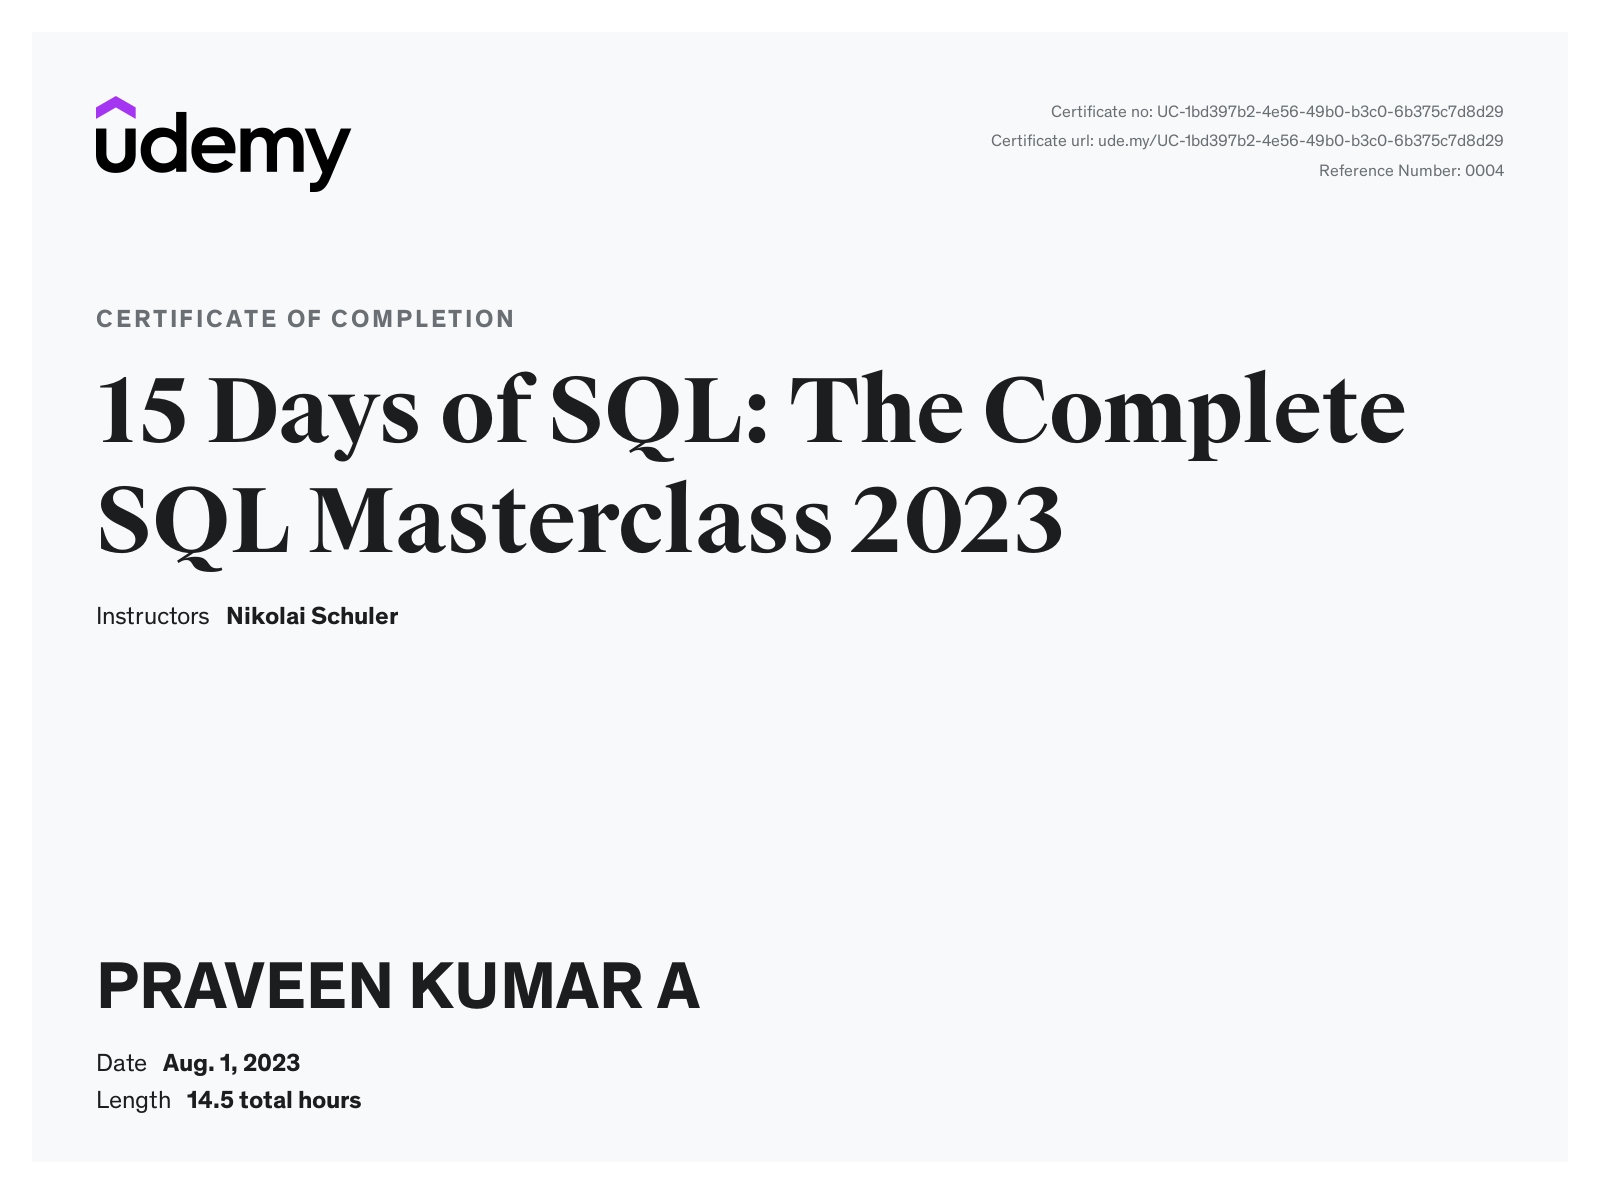 udemy
Certificate no: UC-1bd397b2-4e56-49b0-b3c0-6b375c7d8d29
Certificate url: ude.my/UC-1bd397b2-4e56-49b0-b3c0-6b375c7d8d29
Reference Number: 0004
CERTIFICATE OF COMPLETION
15 Days of SQL: The Complete
SQL Masterclass 2023
Instructors Nikolai Schuler
PRAVEEN KUMAR A
Date Aug. 1, 2023
Length 14.5 total hours